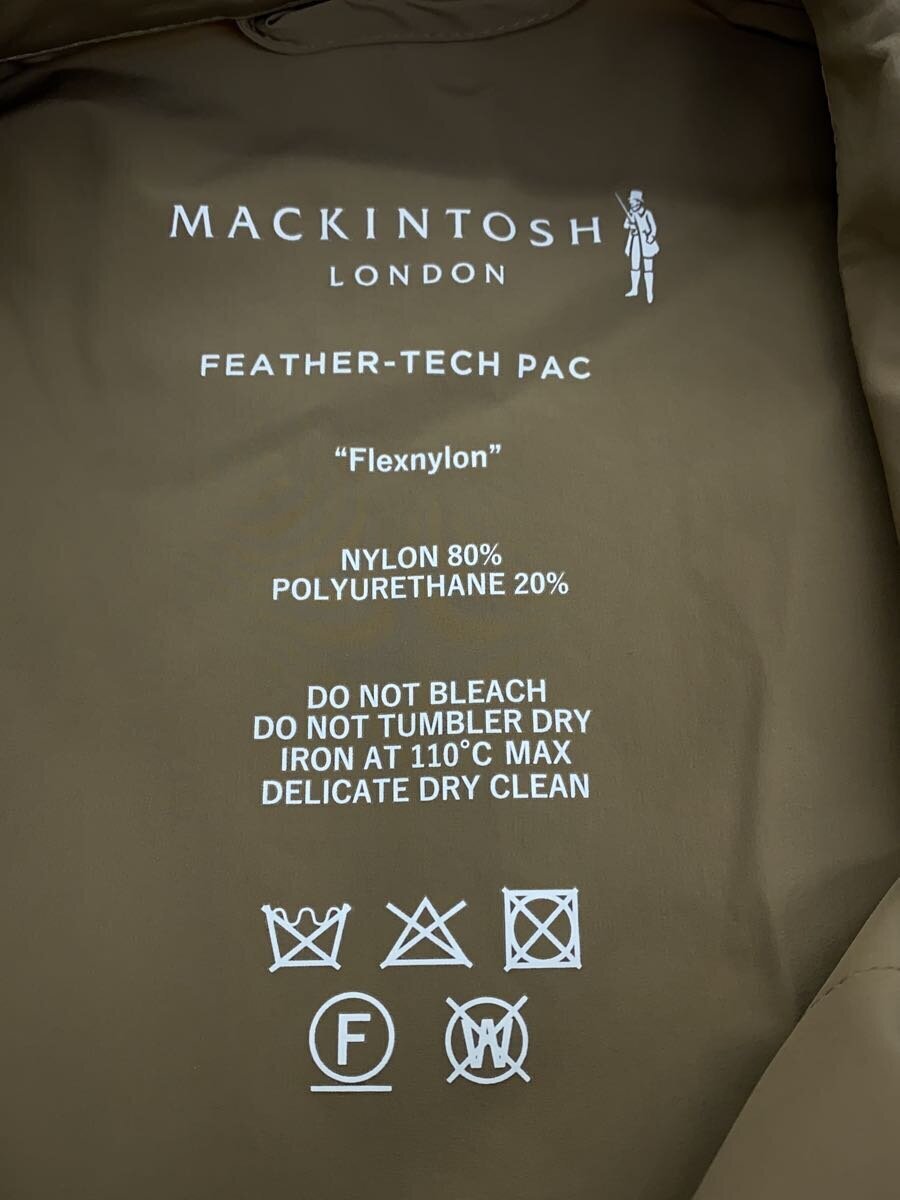 MACKINTOSH
LONDON
FEATHER-TECH PAC
“Flexnylon”
NYLON 80%
POLYURETHANE 20%
DO NOT BLEACH
DO NOT TUMBLER DRY
IRON AT 110°C MAX
DELICATE DRY CLEAN
F W